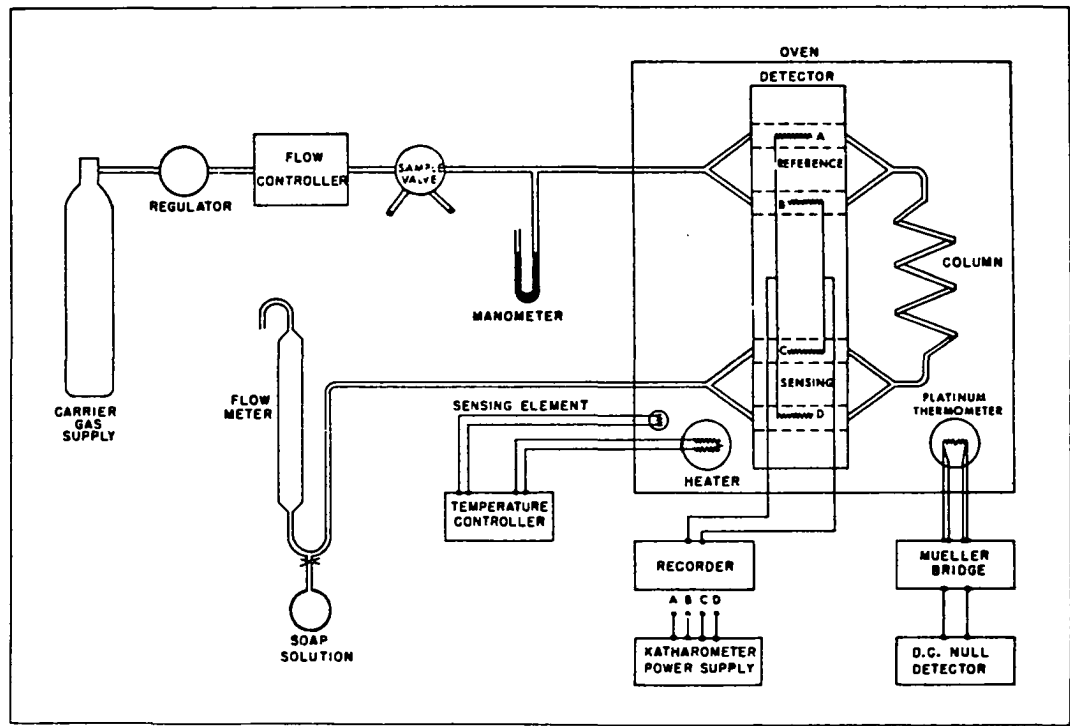 OVEN
DETECTOR
A
REFERENCE
B
FLOW
CONTROLLER
SAMPLE
VALVE
REGULATOR
COLUMN
MANOMETER
C
SENSING
D
PLATINUM
THERMOMETER
CARRIER
GAS
SUPPLY
FLOW
METER
SENSING ELEMENT
HEATER
TEMPERATURE
CONTROLLER
RECORDER
MUELLER
BRIDGE
A B C D
SOAP
SOLUTION
KATHAROMETER
POWER SUPPLY
D.C. NULL
DETECTOR